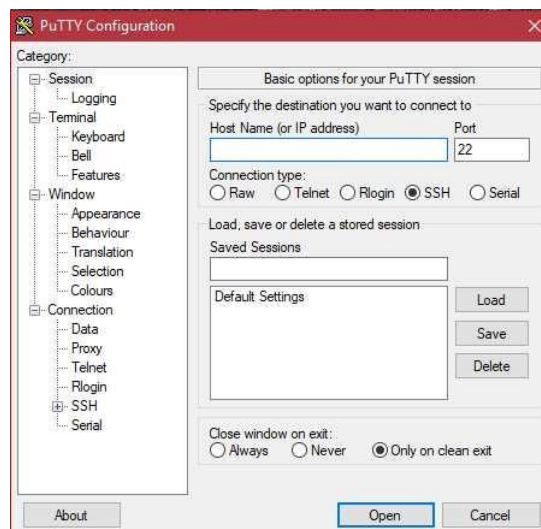 PuTTY Configuration
Category:
Session
Logging
Terminal
Keyboard
Bell
Features
Window
Appearance
Behaviour
Translation
Selection
Colours
Connection
Data
Proxy
Telnet
Rlogin
SSH
Serial
Basic options for your PuTTY session
Specify the destination you want to connect to
Host Name (or IP address) Port
22
Connection type:
Raw Telnet Rlogin SSH Serial
Load, save or delete a stored session
Saved Sessions
Default Settings
Load
Save
Delete
Close window on exit:
Always Never Only on clean exit
About Open Cancel